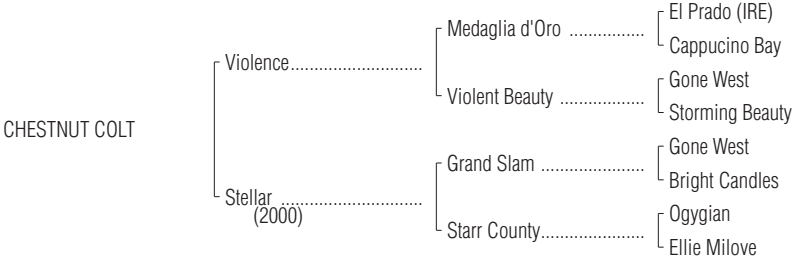 El Prado (IRE)
Medaglia d'Oro ................
Cappucino Bay
Violence...........................
Gone West
Violent Beauty ..................
Storming Beauty
CHESTNUT COLT
Gone West
Grand Slam ......................
Bright Candles
Stellar .............................
(2000)
Ogygian
Starr County......................
Ellie Milove